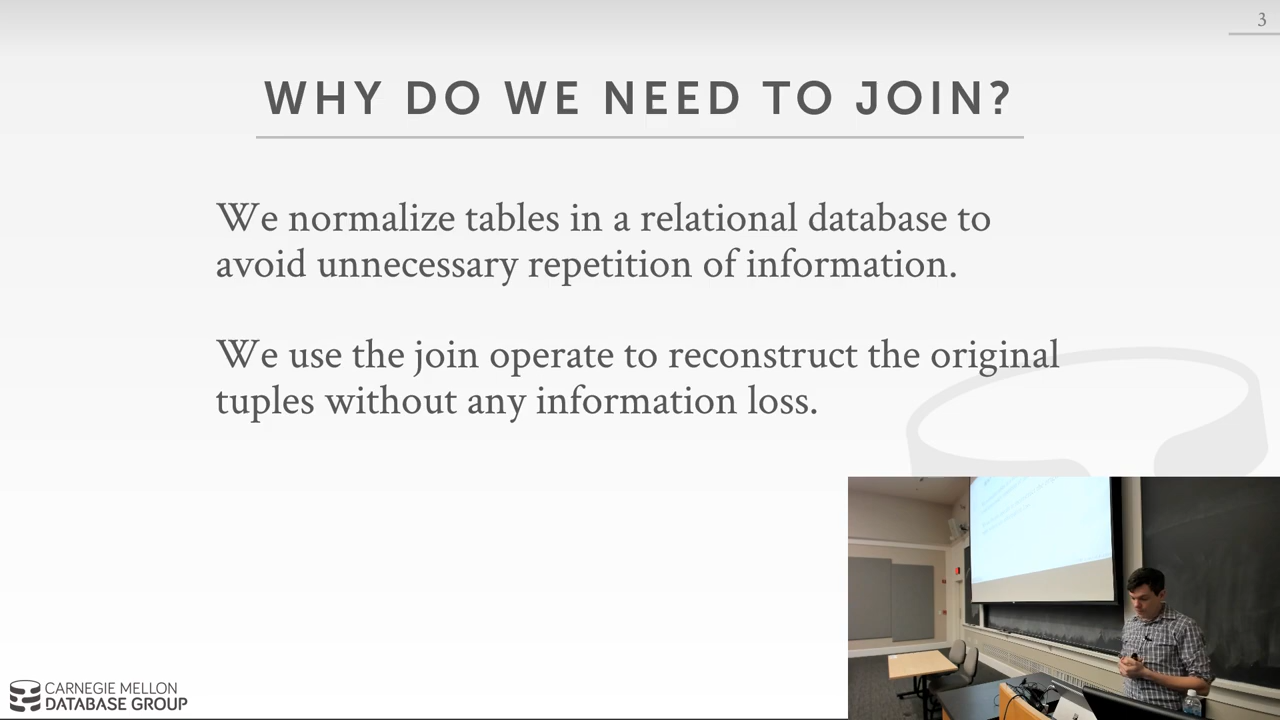 3
WHY DO WE NEED TO JOIN?
We normalize tables in a relational database to
avoid unnecessary repetition of information.
We use the join operate to reconstruct the original
tuples without any information loss.
CARNEGIE MELLON
DATABASE GROUP